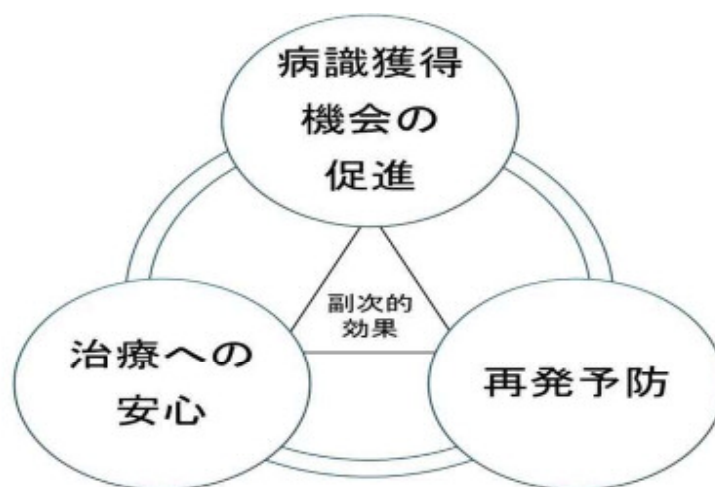 病識獲得
機会の
促進
副次的
効果
治療への
安心
再発予防